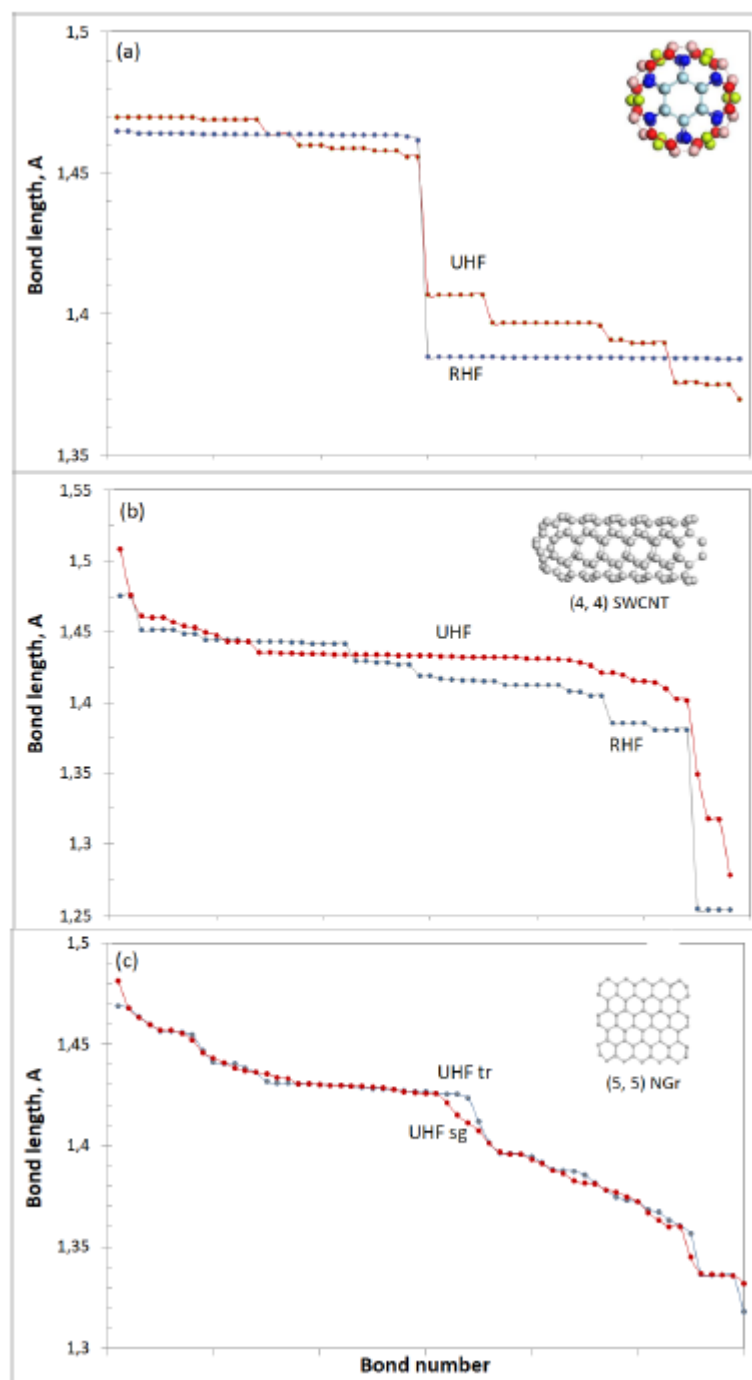 1,5
(a)
1,45
Bond length, A
UHF
1,4
RHF
1,35
1,55
(b)
1,5
(4, 4) SWCNT
1,45
UHF
Bond length, A
1,4
RHF
1,35
1,3
1,25
1,5
(c)
1,45
UHF tr
(5, 5) NGr
Bond length, A
UHF sg
1,4
1,35
1,3
Bond number